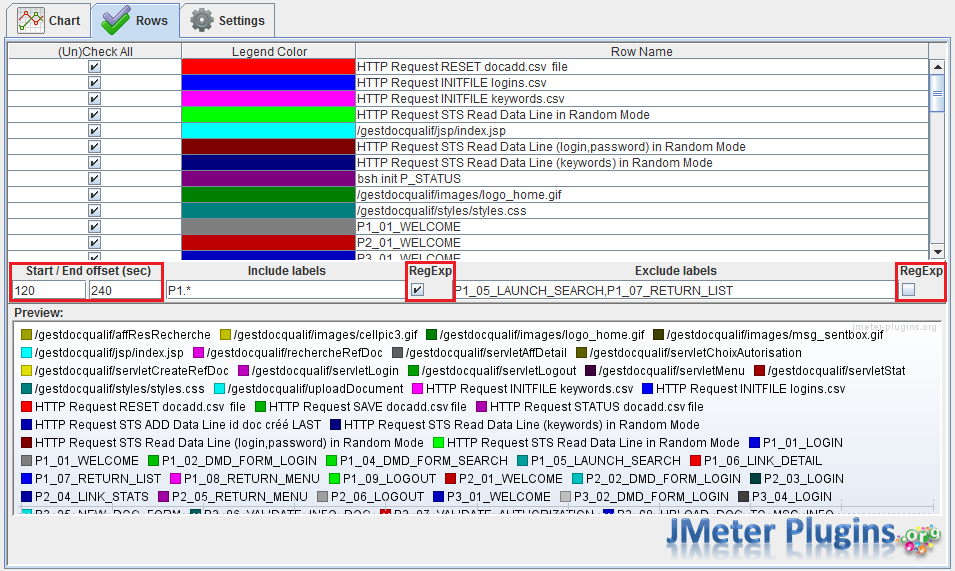 Chart Rows Settings
(Un)Check All Legend Color Row Name
HTTP Request RESET docadd.csv file
HTTP Request INITFILE logins.csv
HTTP Request INITFILE keywords.csv
HTTP Request STS Read Data Line in Random Mode
/gestdocqualif/jsp/index.jsp
HTTP Request STS Read Data Line (login,password) in Random Mode
HTTP Request STS Read Data Line (keywords) in Random Mode
bsh init P_STATUS
/gestdocqualif/images/logo_home.gif
/gestdocqualif/styles/styles.css
P1_01_WELCOME
P2_01_WELCOME
P3_01_WELCOME
Start / End offset (sec) Include labels RegExp Exclude labels RegExp
120 240 P1.* P1_05_LAUNCH_SEARCH,P1_07_RETURN_LIST
Preview:
jmeter-plugins.org
/gestdocqualif/affResRecherche /gestdocqualif/images/cellpic3.gif /gestdocqualif/images/logo_home.gif /gestdocqualif/images/msg_sentbox.gif
/gestdocqualif/jsp/index.jsp /gestdocqualif/rechercheRefDoc /gestdocqualif/servletAffDetail /gestdocqualif/servletChoixAutorisation
/gestdocqualif/servletCreateRefDoc /gestdocqualif/servletLogin /gestdocqualif/servletLogout /gestdocqualif/servletMenu /gestdocqualif/servletStat
/gestdocqualif/styles/styles.css /gestdocqualif/uploadDocument HTTP Request INITFILE keywords.csv HTTP Request INITFILE logins.csv
HTTP Request RESET docadd.csv file HTTP Request SAVE docadd.csv file HTTP Request STATUS docadd.csv file
HTTP Request STS ADD Data Line id doc créé LAST HTTP Request STS Read Data Line (keywords) in Random Mode
HTTP Request STS Read Data Line (login,password) in Random Mode HTTP Request STS Read Data Line in Random Mode P1_01_LOGIN
P1_01_WELCOME P1_02_DMD_FORM_LOGIN P1_04_DMD_FORM_SEARCH P1_05_LAUNCH_SEARCH P1_06_LINK_DETAIL
P1_07_RETURN_LIST P1_08_RETURN_MENU P1_09_LOGOUT P2_01_WELCOME P2_02_DMD_FORM_LOGIN P2_03_LOGIN
P2_04_LINK_STATS P2_05_RETURN_MENU P2_06_LOGOUT P3_01_WELCOME P3_02_DMD_FORM_LOGIN P3_04_LOGIN
P3_05_NEW_DOC_FORM P3_06_VALIDATE_INFO_DOC P3_07_VALIDATE_AUTHORIZATION P3_08_UPLOAD_DOC_TO_MSG_INFO
JMeter Plugins.org